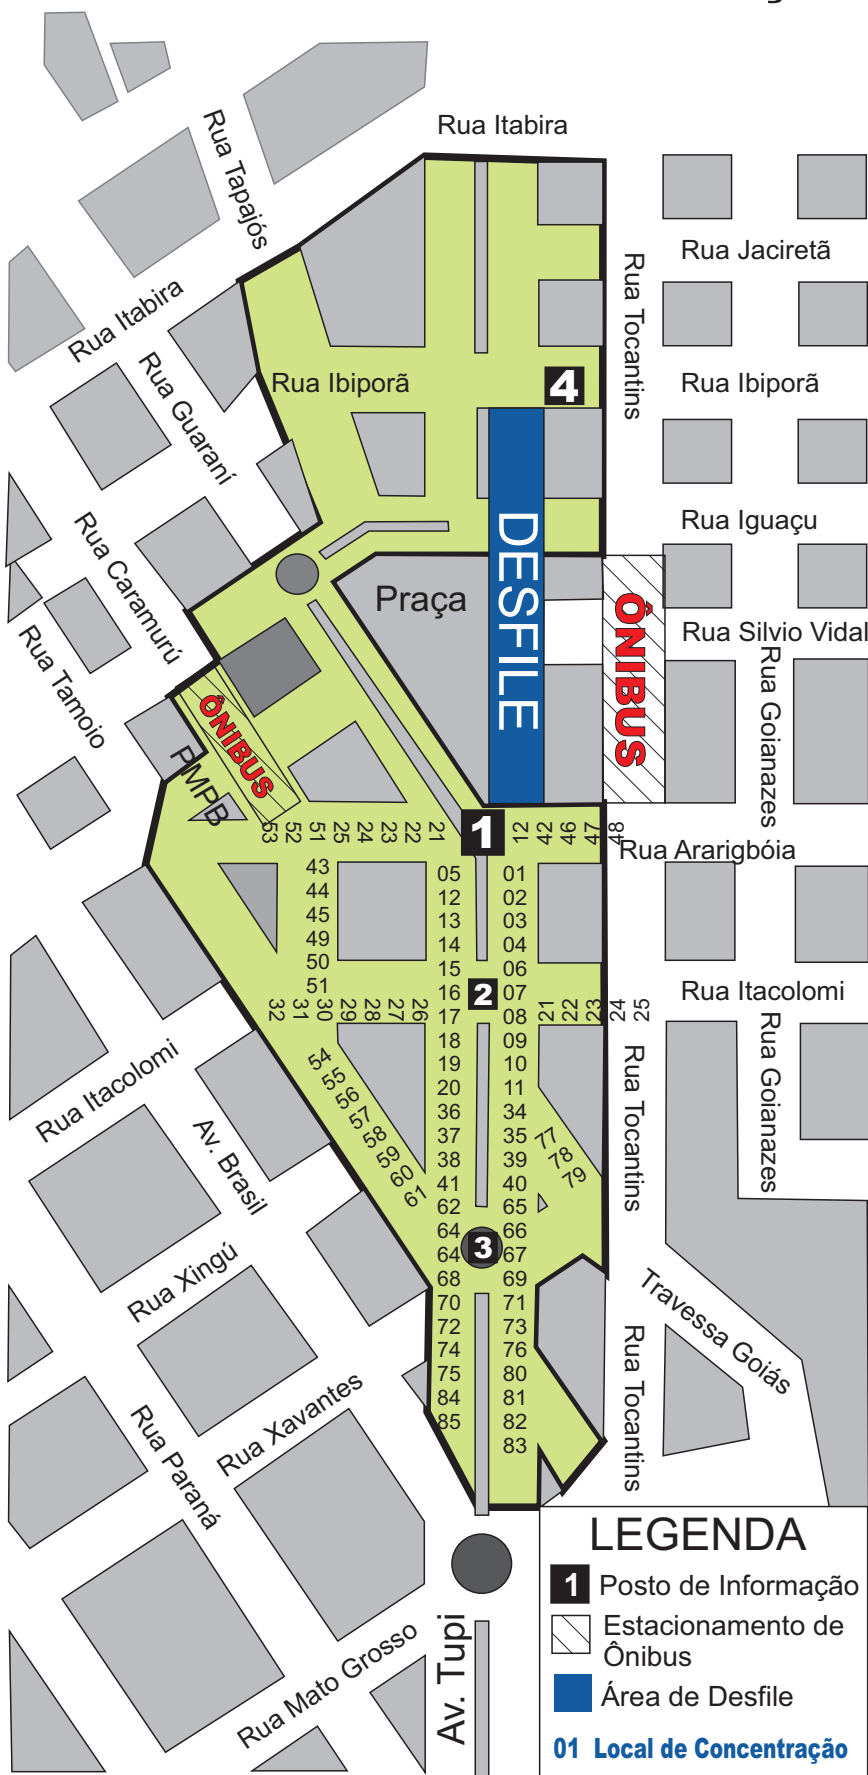 Rua Itabira
Rua Tapajós
Rua Jaciretã
Rua Tocantins
Rua Itabira
Rua Guaraní
Rua Ibiporã
4
Rua Ibiporã
Rua Iguaçu
DESFILE
Praça
Rua Caramurú
ÔNIBUS
Rua Silvio Vidal
Rua Tamoio
Rua Goianazes
ÔNIBUS
PMPB
53 52 51 25 24 23 22 21 1 12 42 46 47 48
Rua Ararigbóia
43 05 01
44 12 02
45 13 03
49 14 04
50 15 06
51 16 2 07
Rua Itacolomi
32 31 30 29 28 27 26 17 08 21 22 23 24 25
18 09
54 19 10
55 20 11
56 36 34
57 37 35 77
58 38 39 78
59 41 40 79
60 62 65
61 64 66
64 3 67
68 69
70 71
72 73
74 76
75 80
84 81
85 82
83
Rua Itacolomi
Av. Brasil
Rua Tocantins
Rua Goianazes
Rua Xingú
Travessa Goiás
Rua Xavantes
Rua Tocantins
Rua Paraná
Rua Mato Grosso
Av. Tupi
LEGENDA
1 Posto de Informação
Estacionamento de
Ônibus
Área de Desfile
01 Local de Concentração